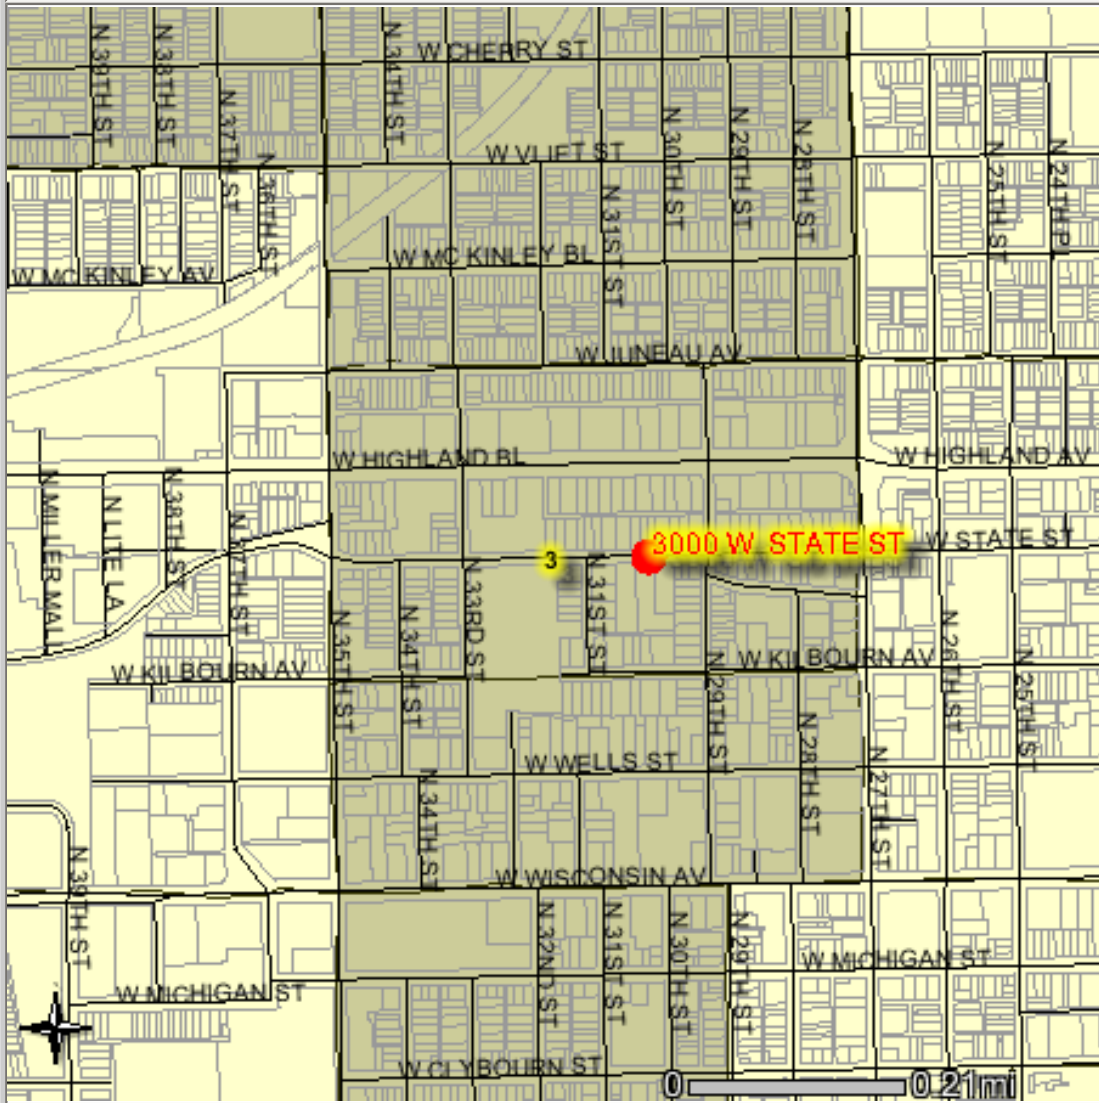 W CHERRY ST
N 39TH ST
N 38TH ST
N 34TH ST
N 37TH ST
N 30TH ST
N 29TH ST
N 28TH ST
W VLIET ST
N 25TH ST
N 24TH PL
N 36TH ST
N 31ST ST
W MC KINLEY BL
W MC KINLEY AV
W JUNEAU AV
W HIGHLAND BL
W HIGHLAND AV
N MILLER MALL
N LITE LA
N 38TH ST
N 37TH ST
3000 W STATE ST
W STATE ST
3
N 33RD ST
N 31ST ST
N 35TH ST
N 34TH ST
W KILBOURN AV
W KILBOURN AV
N 29TH ST
N 26TH ST
N 25TH ST
N 28TH ST
W WELLS ST
N 27TH ST
N 34TH ST
N 39TH ST
W WISCONSIN AV
N 32ND ST
N 31ST ST
N 30TH ST
N 29TH ST
W MICHIGAN ST
W MICHIGAN ST
W CLYBOURN ST
0 0.21mi